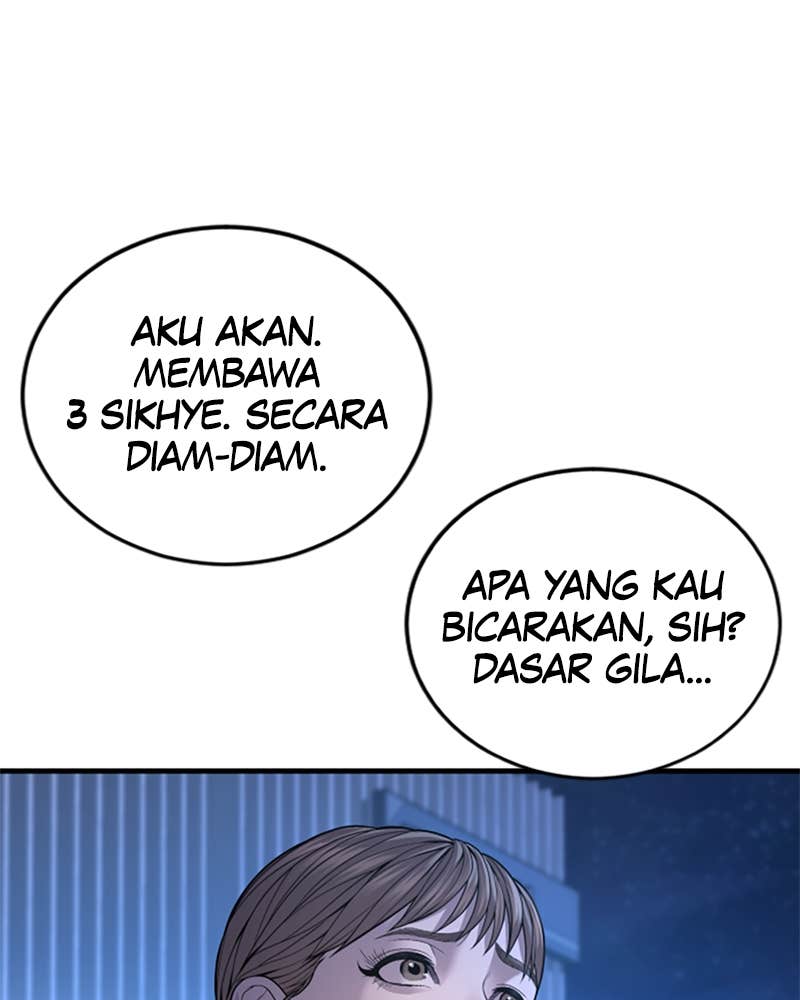 AKU AKAN.
MEMBAWA
3 SIKHYE. SECARA
DIAM-DIAM.
APA YANG KAU
BICARAKAN, SIH?
DASAR GILA...